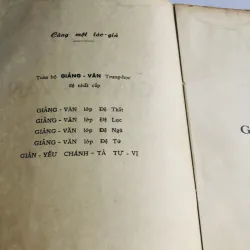 Cùng một tác-giả
Toàn bộ GIẢNG - VĂN Trung-học
đệ nhất cấp
GIẢNG - VĂN lớp Đệ Thất
GIẢNG - VĂN lớp Đệ Lục
GIẢNG - VĂN lớp Đệ Ngũ
GIẢNG - VĂN lớp Đệ Tứ
GIẢN - YẾU CHÁNH - TẢ TỰ - VỊ
G